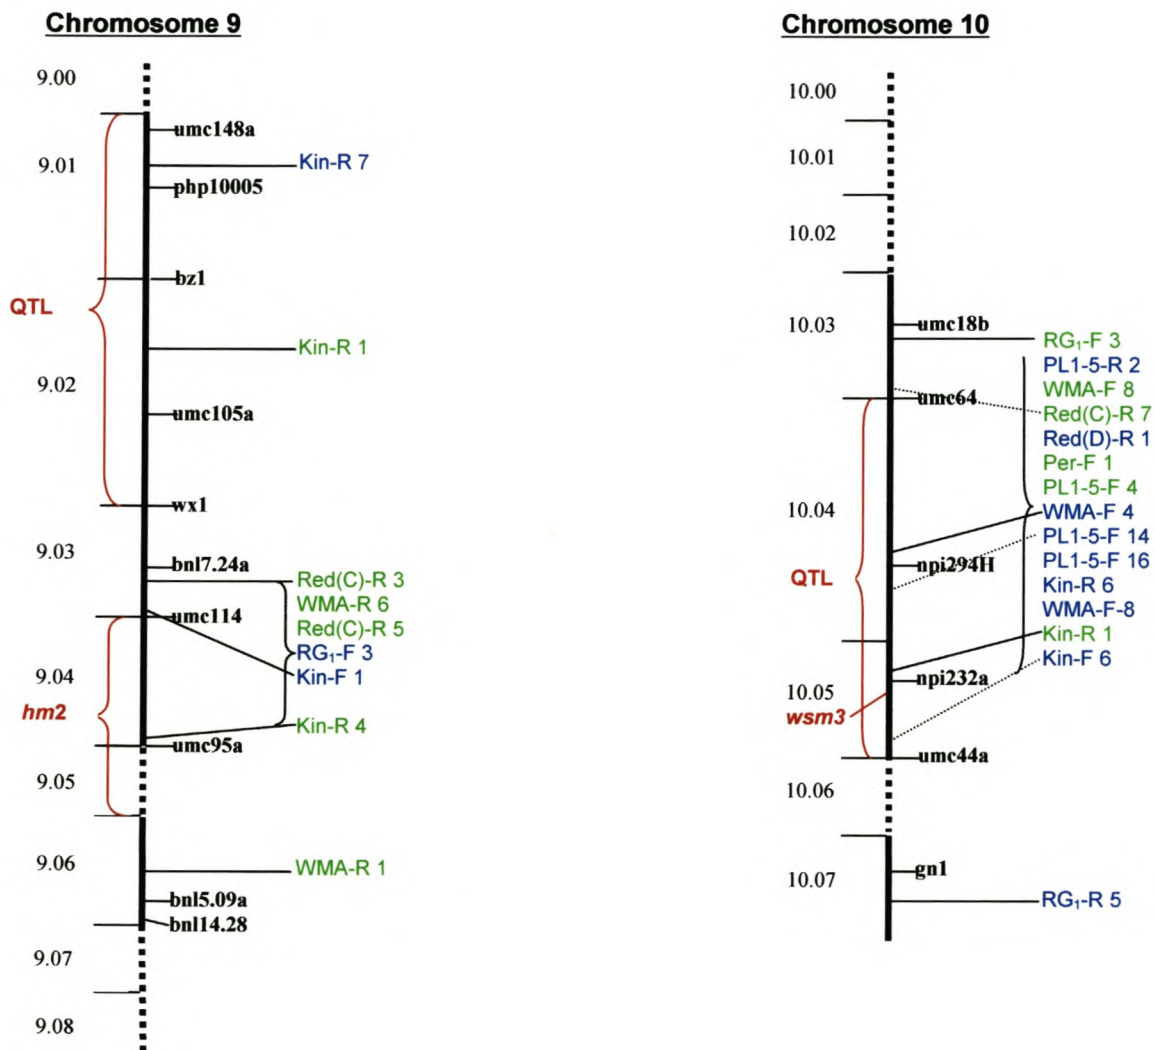 Chromosome 9
9.00
umc148a
9.01
Kin-R 7
php10005
bz1
QTL
Kin-R 1
9.02
umc105a
wx1
9.03
bnl7.24a
Red(C)-R 3
WMA-R 6
umc114
Red(C)-R 5
RG₁-F 3
9.04
Kin-F 1
hm2
Kin-R 4
umc95a
9.05
9.06
WMA-R 1
bnl5.09a
bnl14.28
9.07
9.08
Chromosome 10
10.00
10.01
10.02
10.03
umc18b
RG₁-F 3
PL1-5-R 2
WMA-F 8
umc64
Red(C)-R 7
Red(D)-R 1
Per-F 1
PL1-5-F 4
10.04
WMA-F 4
PL1-5-F 14
npi294H
PL1-5-F 16
QTL
Kin-R 6
WMA-F-8
Kin-R 1
Kin-F 6
npi232a
10.05
wsm3
umc44a
10.06
gn1
10.07
RG₁-R 5